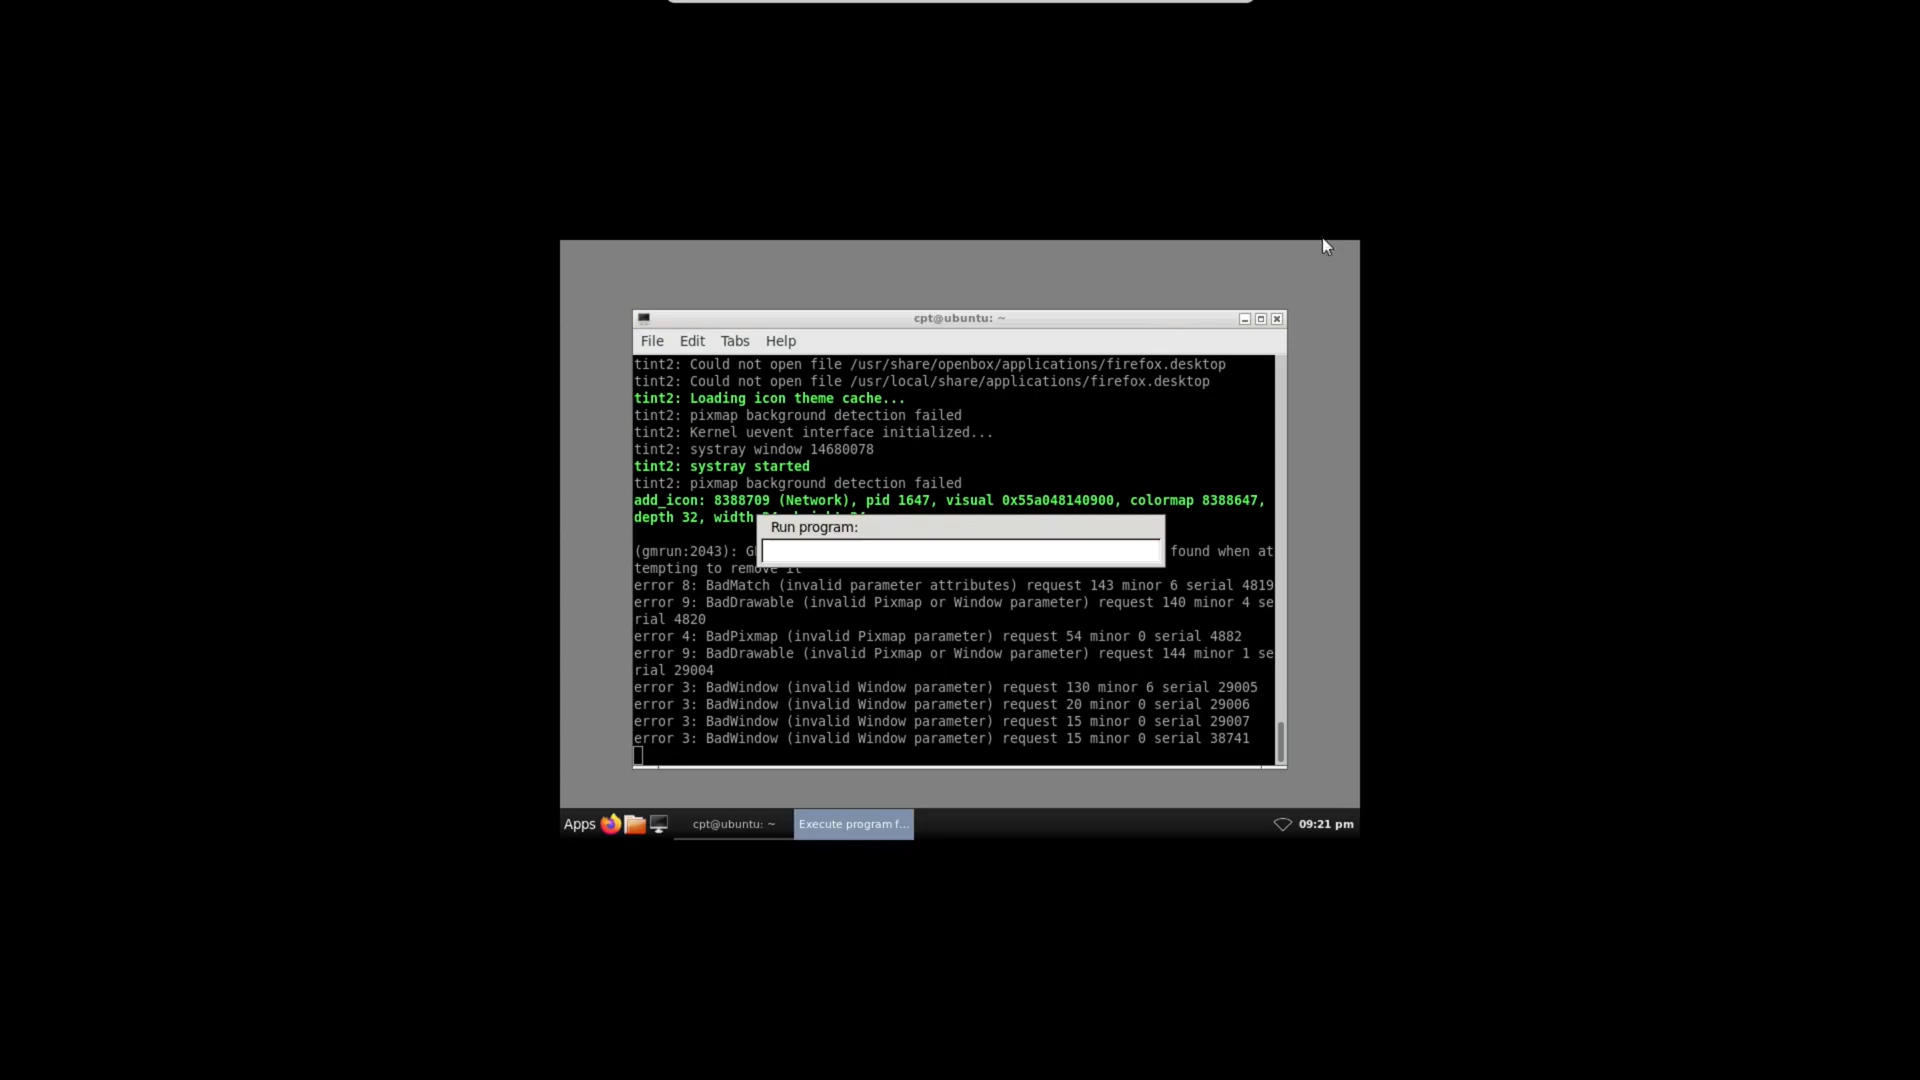 cpt@ubuntu: ~
File Edit Tabs Help
tint2: Could not open file /usr/share/openbox/applications/firefox.desktop
tint2: Could not open file /usr/local/share/applications/firefox.desktop
tint2: Loading icon theme cache...
tint2: pixmap background detection failed
tint2: Kernel uevent interface initialized...
tint2: systray window 14680078
tint2: systray started
tint2: pixmap background detection failed
add_icon: 8388709 (Network), pid 1647, visual 0x55a048140900, colormap 8388647,
depth 32, width
Run program:
(gmrun:2043): found when at
tempting to remove it
error 8: BadMatch (invalid parameter attributes) request 143 minor 6 serial 4819
error 9: BadDrawable (invalid Pixmap or Window parameter) request 140 minor 4 se
rial 4820
error 4: BadPixmap (invalid Pixmap parameter) request 54 minor 0 serial 4882
error 9: BadDrawable (invalid Pixmap or Window parameter) request 144 minor 1 se
rial 29004
error 3: BadWindow (invalid Window parameter) request 130 minor 6 serial 29005
error 3: BadWindow (invalid Window parameter) request 20 minor 0 serial 29006
error 3: BadWindow (invalid Window parameter) request 15 minor 0 serial 29007
error 3: BadWindow (invalid Window parameter) request 15 minor 0 serial 38741
Apps cpt@ubuntu: ~ Execute program f... 09:21 pm